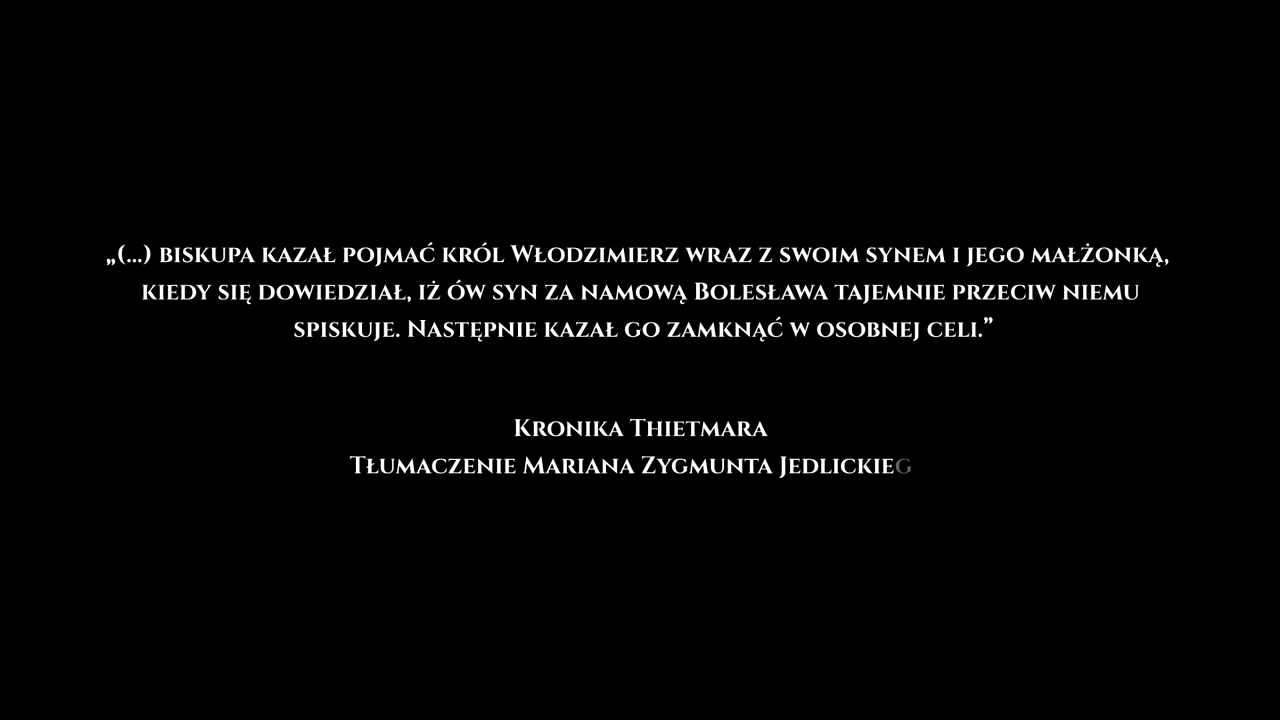 „(...) biskupa kazał pojmać król Włodzimierz wraz z swoim synem i jego małżonką,
kiedy się dowiedział, iż ów syn za namową Bolesława tajemnie przeciw niemu
spiskuje. Następnie kazał go zamknąć w osobnej celi.”
Kronika Thietmara
Tłumaczenie Mariana Zygmunta Jedlickieg